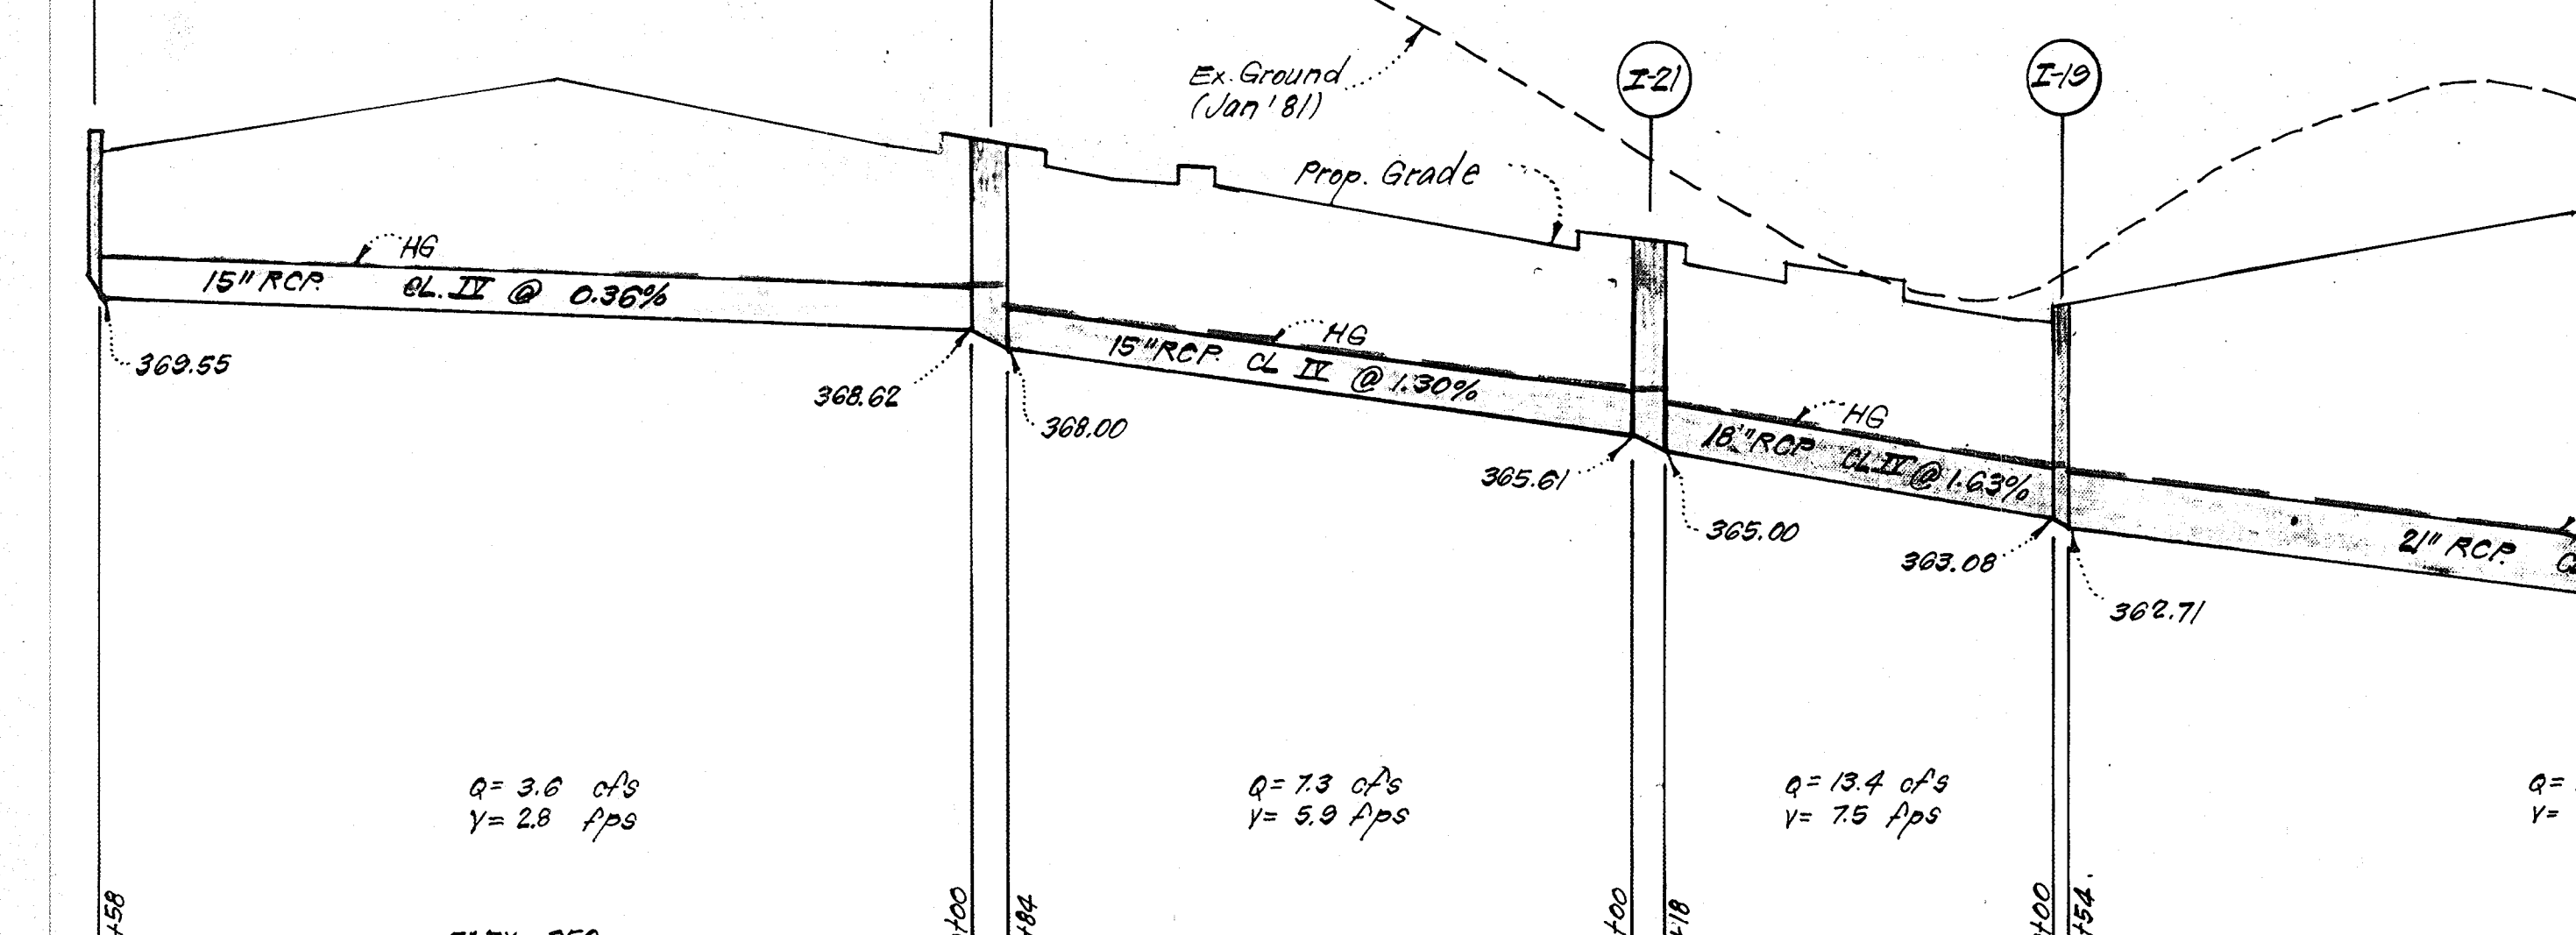 Ex. Ground
(Jan '81)
I-21
I-19
Prop. Grade
HG
15" RCP. CL. IV @ 0.36%
369.55
368.62
HG
15" RCP. CL IV @ 1.30%
368.00
365.61
HG
18" RCP CL IV @ 1.63%
365.00
363.08
21" RCP.
362.71
Q= 3.6 cfs
V= 2.8 fps
Q= 7.3 cfs
V= 5.9 fps
Q= 13.4 cfs
V= 7.5 fps
Q=
V=
+58
+00
+84
+00
+18
+00
+54